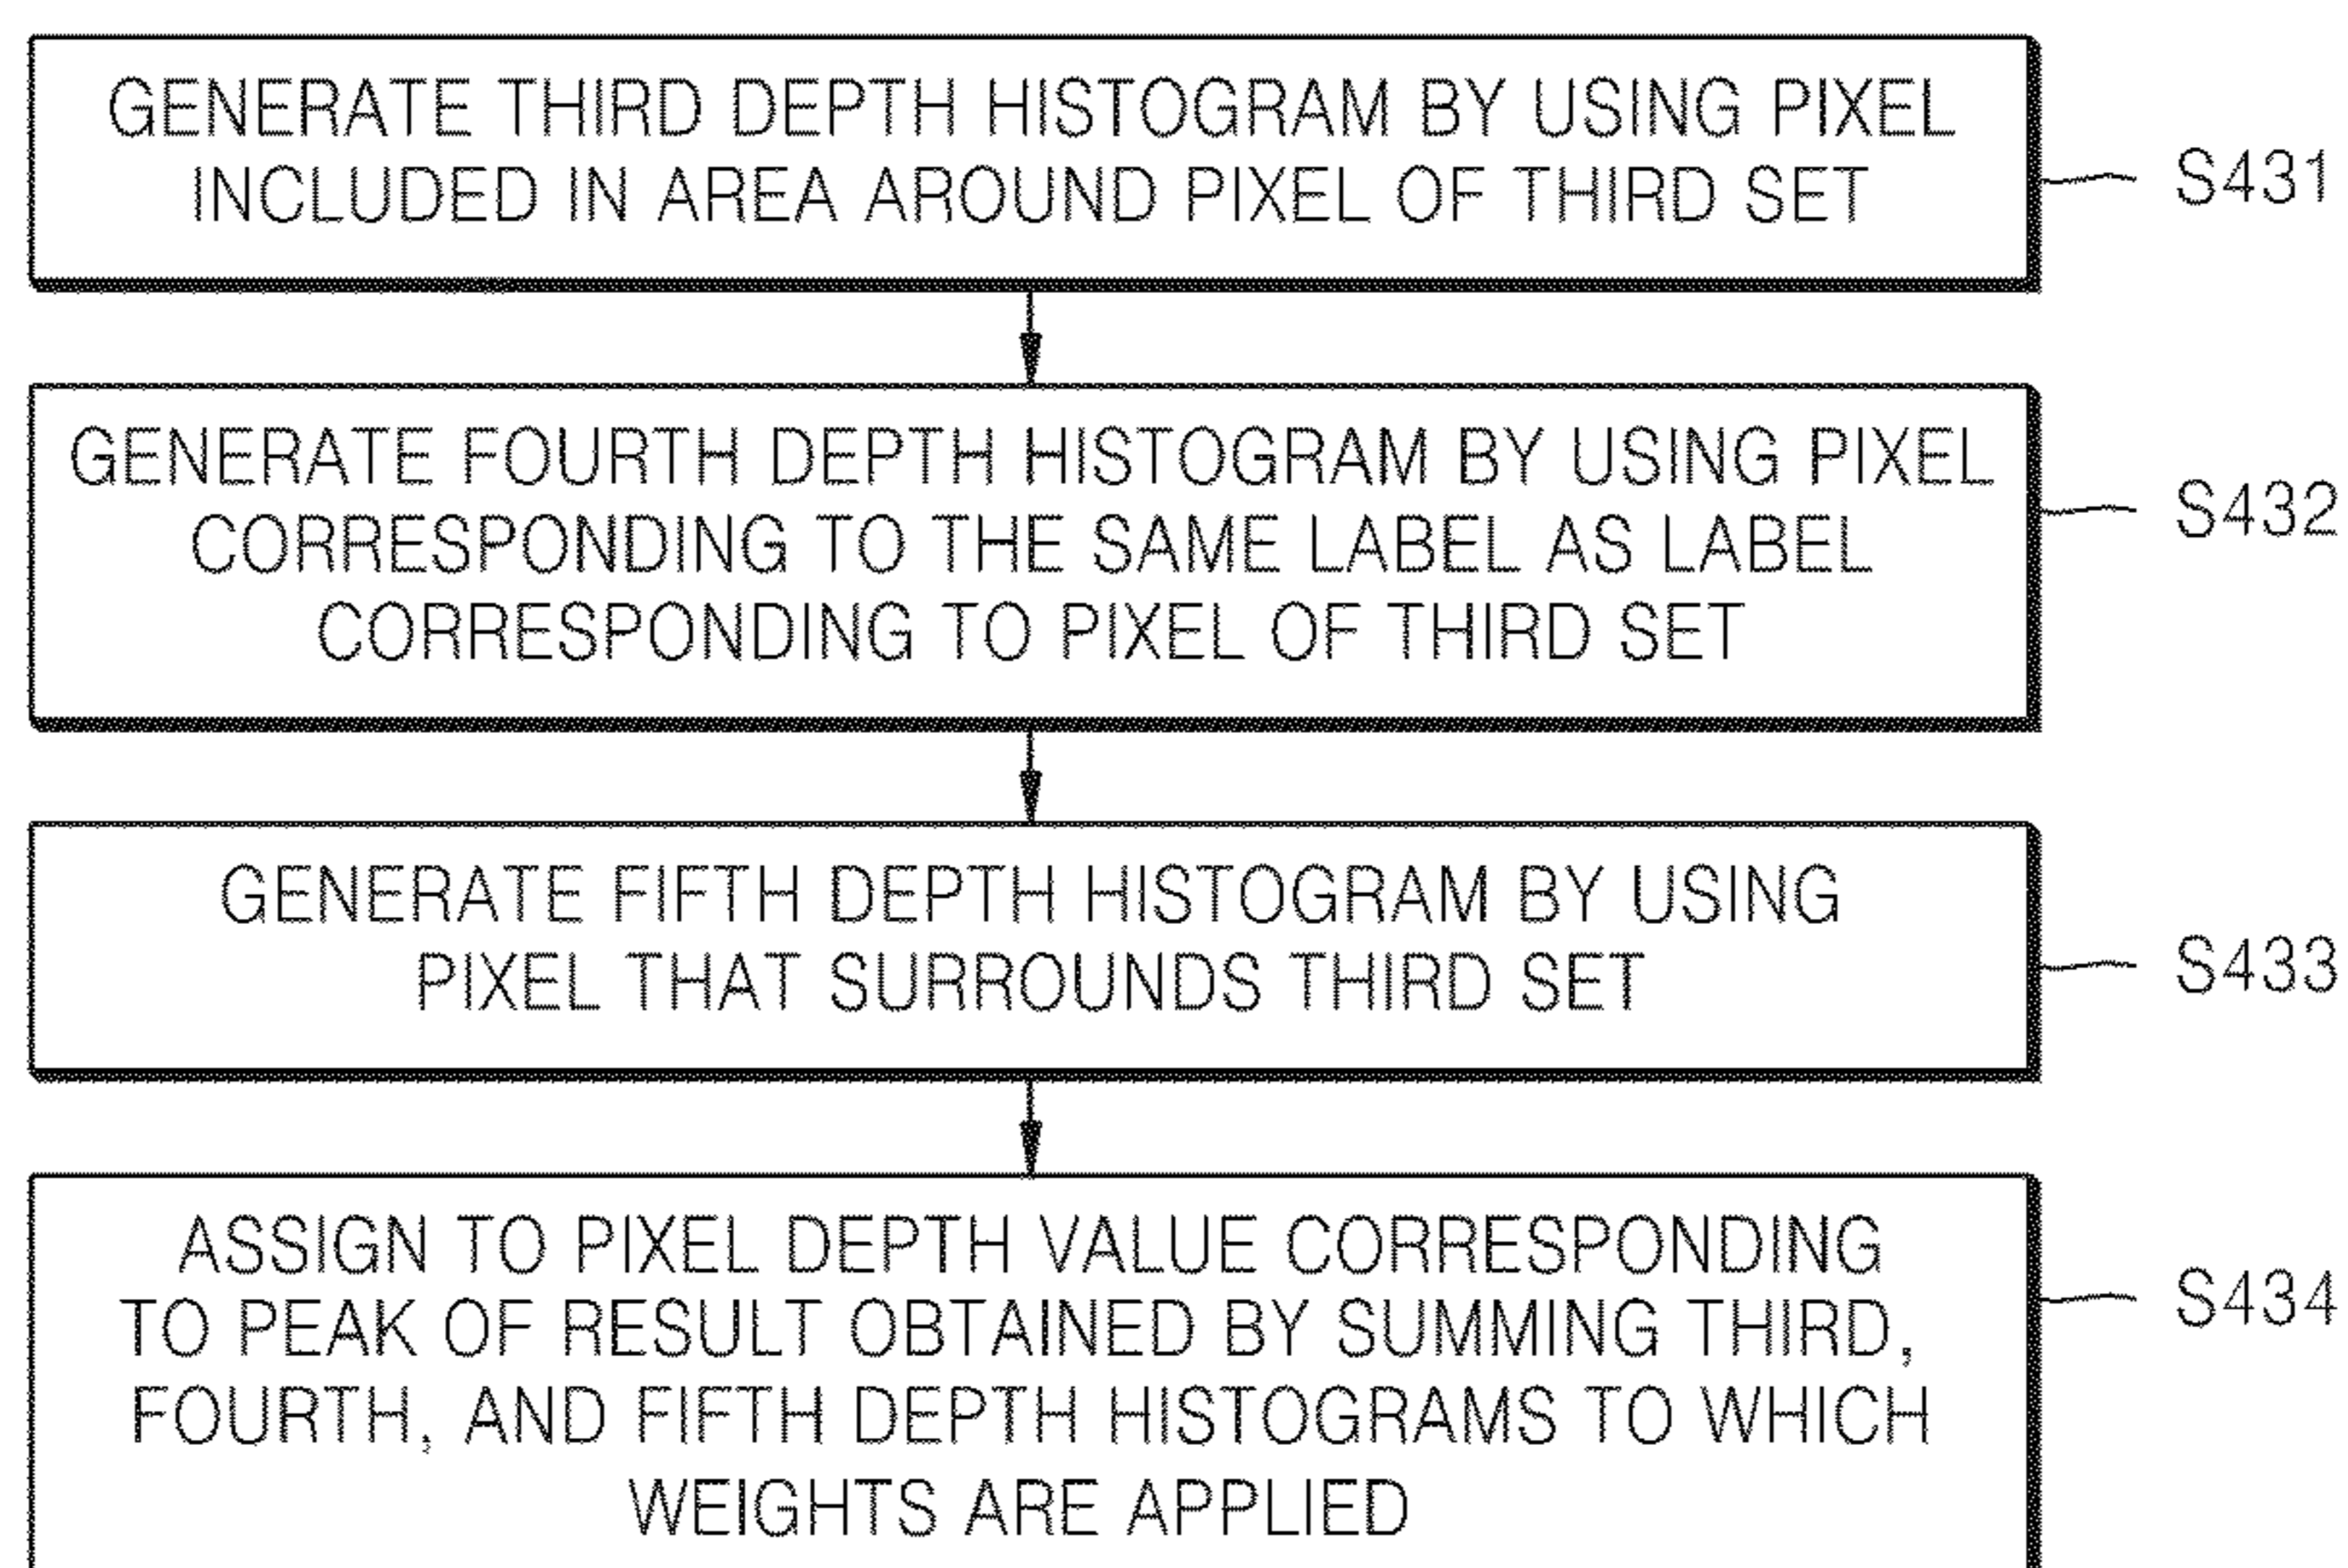 GENERATE THIRD DEPTH HISTOGRAM BY USING PIXEL
INCLUDED IN AREA AROUND PIXEL OF THIRD SET
S431
GENERATE FOURTH DEPTH HISTOGRAM BY USING PIXEL
CORRESPONDING TO THE SAME LABEL AS LABEL
CORRESPONDING TO PIXEL OF THIRD SET
S432
GENERATE FIFTH DEPTH HISTOGRAM BY USING
PIXEL THAT SURROUNDS THIRD SET
S433
ASSIGN TO PIXEL DEPTH VALUE CORRESPONDING
TO PEAK OF RESULT OBTAINED BY SUMMING THIRD,
FOURTH, AND FIFTH DEPTH HISTOGRAMS TO WHICH
WEIGHTS ARE APPLIED
S434